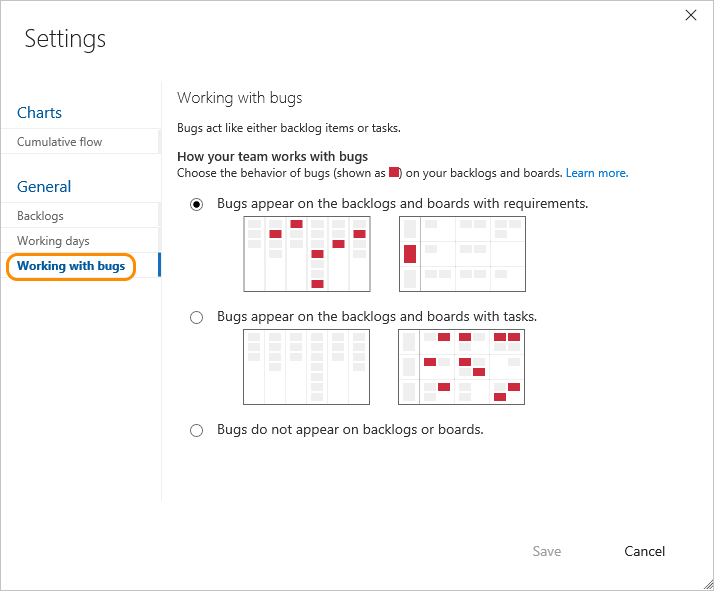 Settings
Charts
Cumulative flow
General
Backlogs
Working days
Working with bugs
Working with bugs
Bugs act like either backlog items or tasks.
How your team works with bugs
Choose the behavior of bugs (shown as ) on your backlogs and boards. Learn more.
Bugs appear on the backlogs and boards with requirements.
Bugs appear on the backlogs and boards with tasks.
Bugs do not appear on backlogs or boards.
Save
Cancel